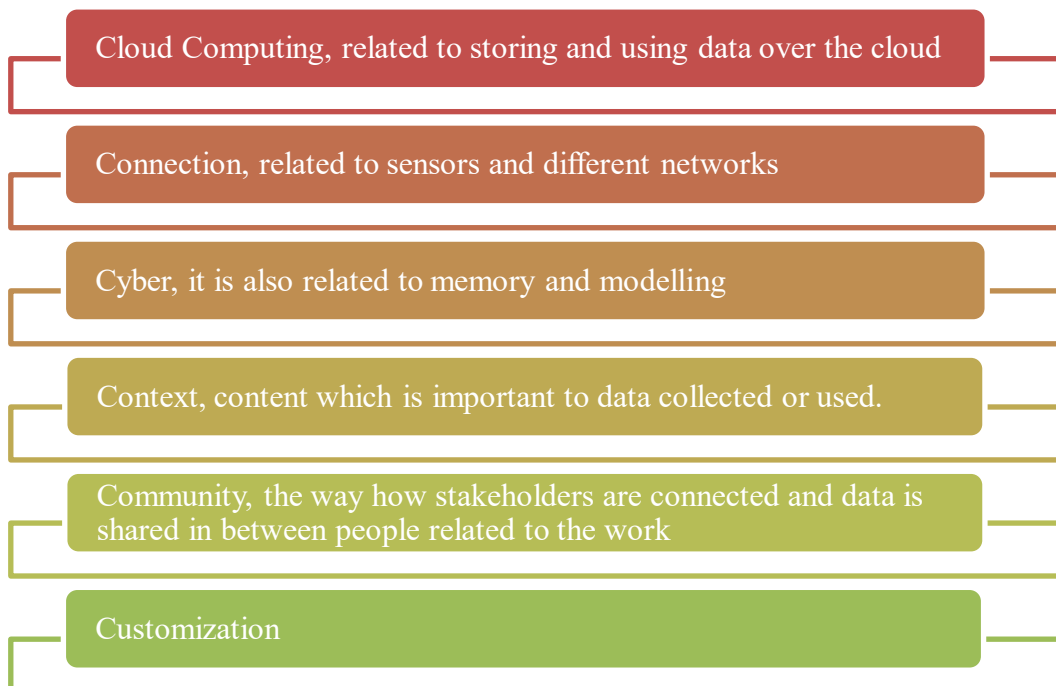 Cloud Computing, related to storing and using data over the cloud
Connection, related to sensors and different networks
Cyber, it is also related to memory and modelling
Context, content which is important to data collected or used.
Community, the way how stakeholders are connected and data is
shared in between people related to the work
Customization